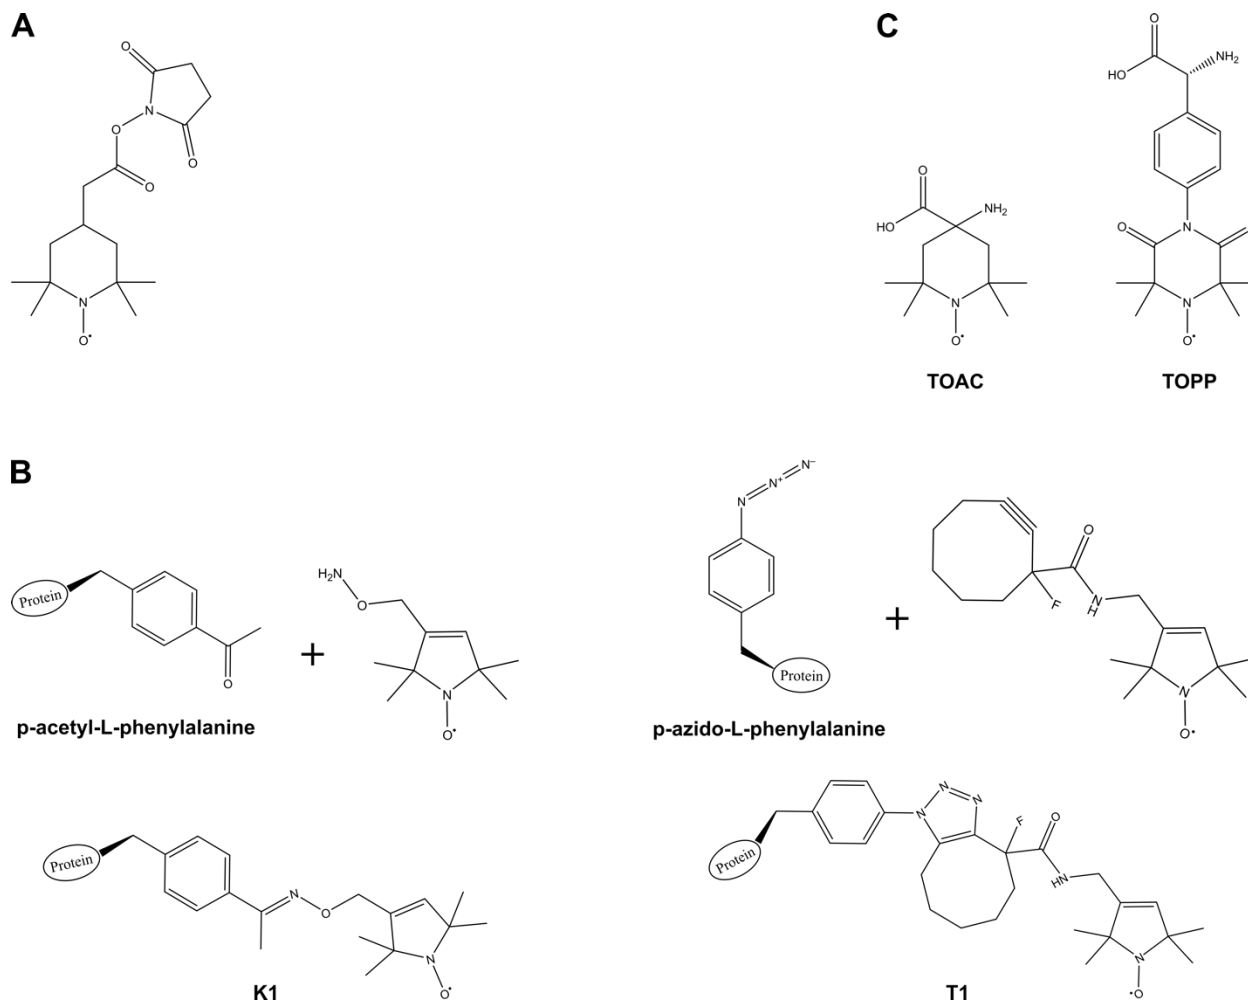 A
C
O
O
N
O
O
O
N
O•
O
HO
NH₂
N
O•
TOAC
O
HO
NH₂
N
O
N
O•
TOPP
B
Protein
O
p-acetyl-L-phenylalanine
+
H₂N
O
N
O•
N
N⁺
N⁻
Protein
p-azido-L-phenylalanine
+
O
F
N
H
N
O•
Protein
N
O
N
O•
K1
Protein
N
N
N
F
O
HN
N
•O
T1